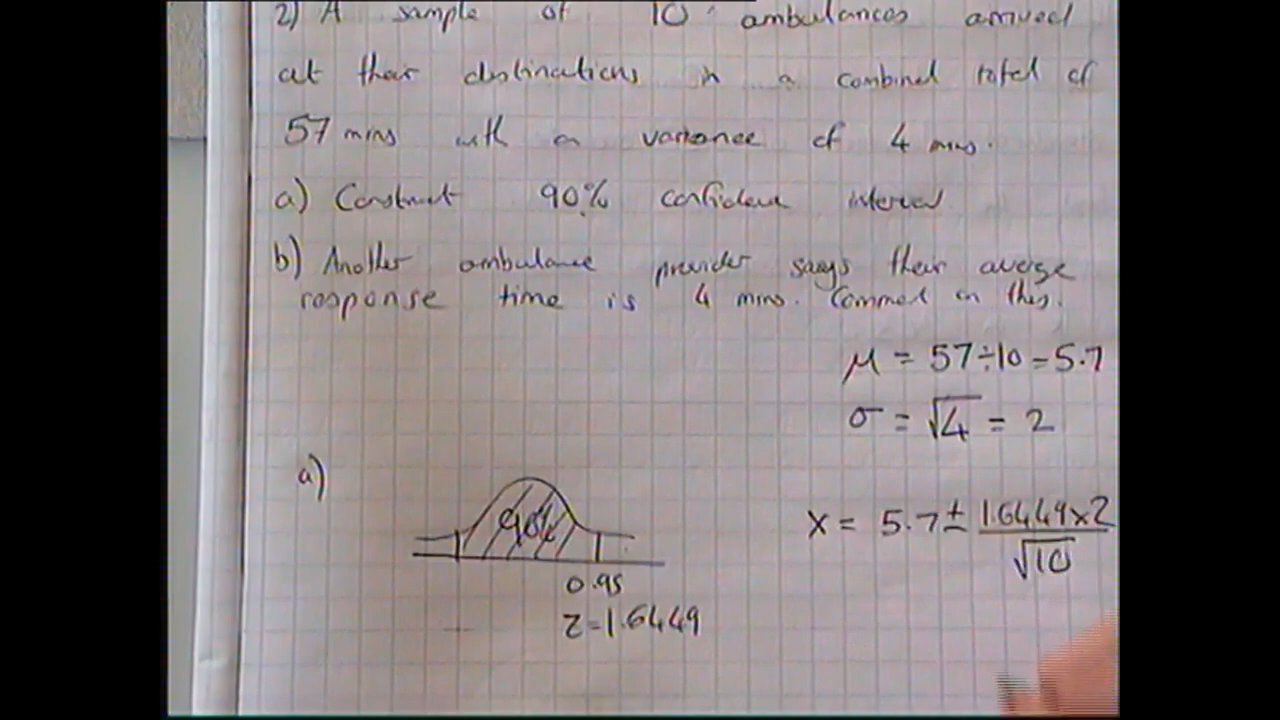 2) A sample of 10 ambulances arrived
at their destinations in a combined total of
57 mins with a variance of 4 mins.
a) Construct 90% confident interval
b) Another ambulance provider says their averge
response time is 4 mins. Comment on this.
μ = 57÷10 = 5.7
σ = √4 = 2
a)
90%
x = 5.7 ± 1.6449×2
√10
0.95
z=1.6449